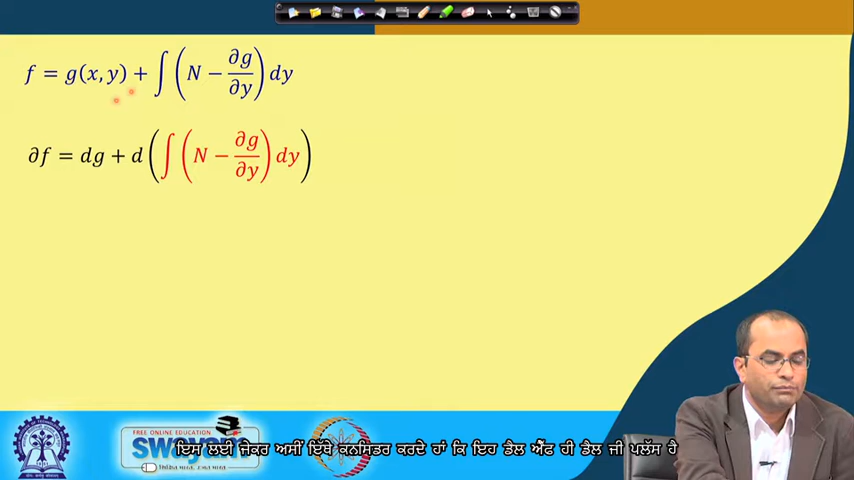 f = g(x, y) + ∫ (N − ∂g/∂y) dy
∂f = dg + d (∫ (N − ∂g/∂y) dy)
FREE ONLINE EDUCATION
swayam
ਇਸ ਲਈ ਜੇਕਰ ਅਸੀਂ ਇੱਥੇ ਕਨਸਿਡਰ ਕਰਦੇ ਹਾਂ ਕਿ ਇਹ ਡੈਲ ਐੱਫ ਹੀ ਡੈਲ ਜੀ ਪਲੱਸ ਹੈ